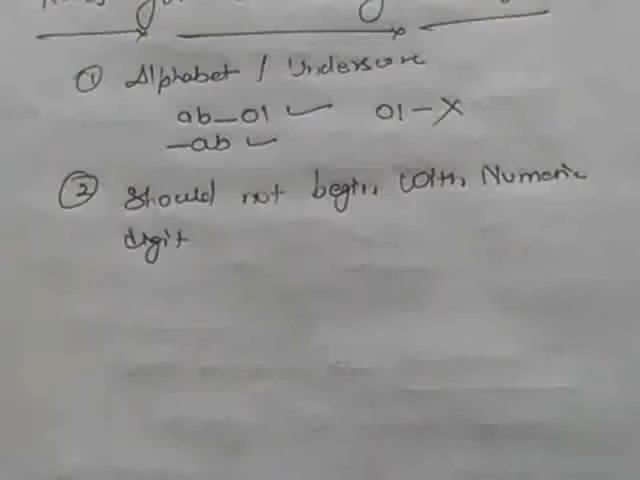 ① Alphabet / Underscore
ab_01 ✓ 01-X
_ab ✓
② Should not begin with Numeric
digit